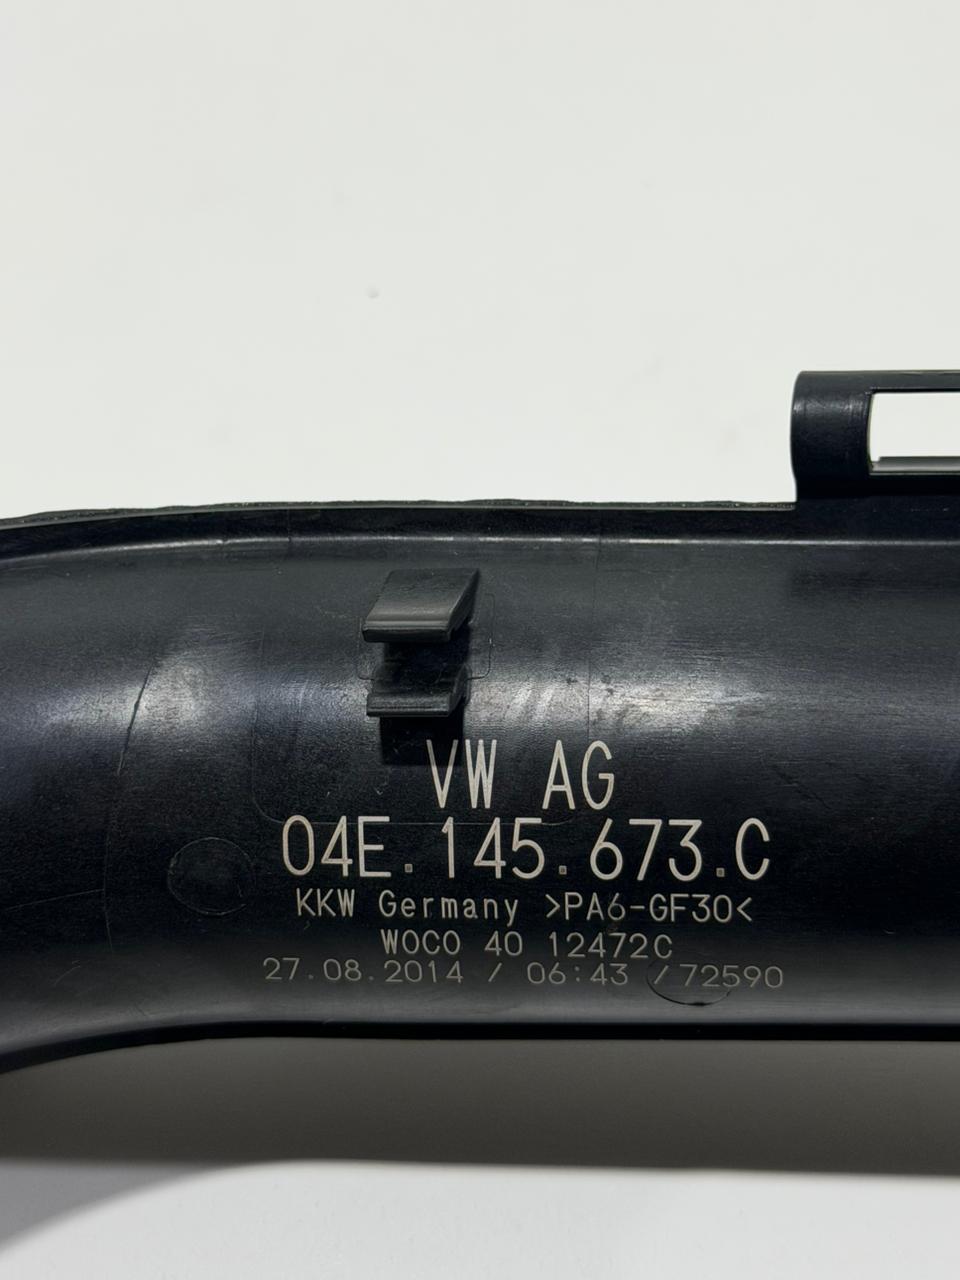 VW AG
04E.145.673.C
KKW Germany >PA6-GF30<
WOCO 40 12472C
27.08.2014 / 06:43 /72590